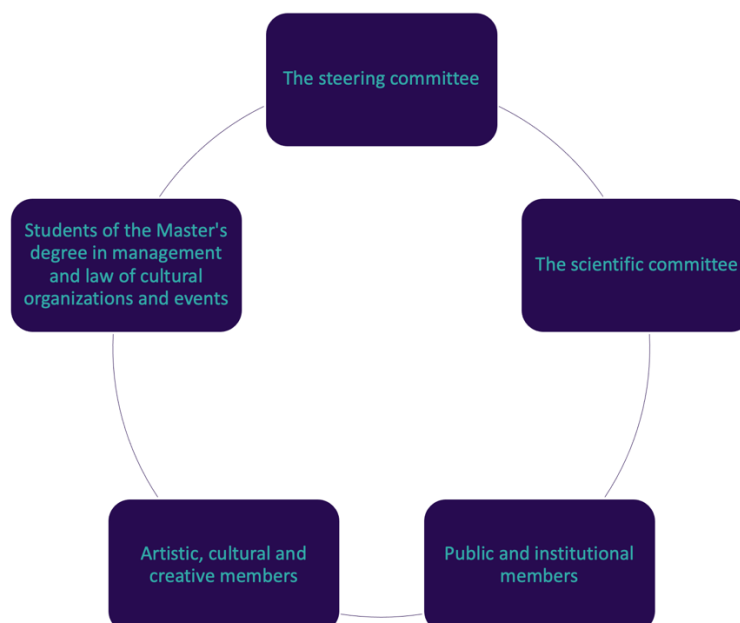 The steering committee
The scientific committee
Public and institutional
members
Artistic, cultural and
creative members
Students of the Master's
degree in management
and law of cultural
organizations and events